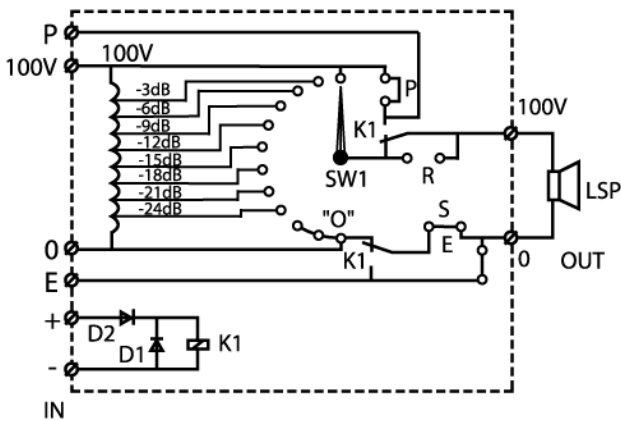 P
100V 100V
-3dB
-6dB
-9dB
-12dB
-15dB
-18dB
-21dB
-24dB
P
K1
SW1
R
100V
LSP
"O"
K1
S
E
0
0 OUT
E
+
D2
D1
K1
-
IN